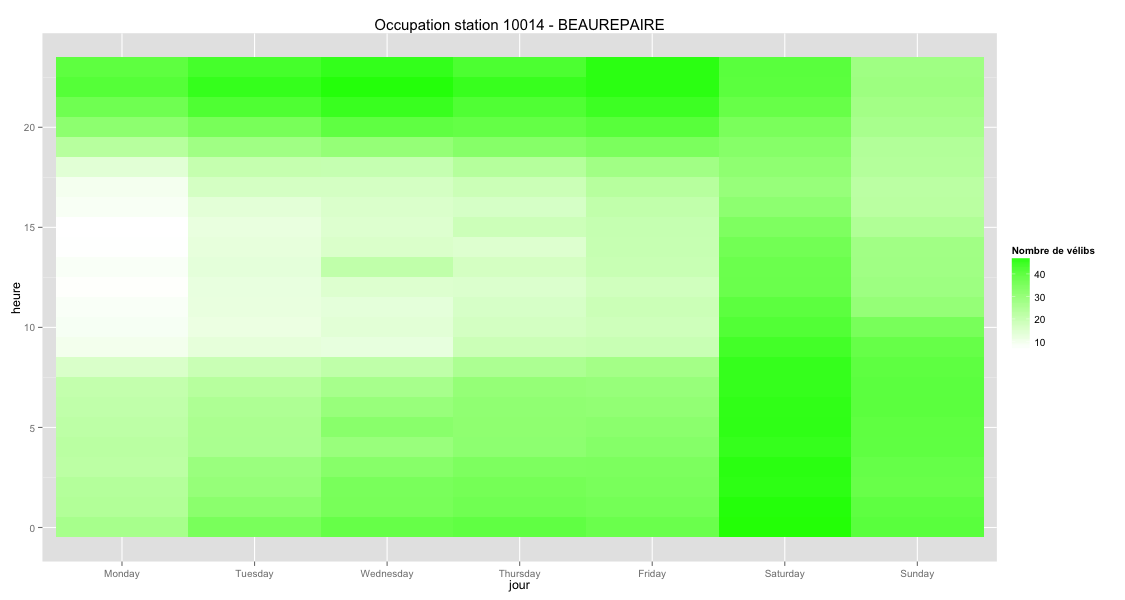 Occupation station 10014 - BEAUREPAIRE
heure
20
15
10
5
0
Monday Tuesday Wednesday Thursday Friday Saturday Sunday
jour
Nombre de vélibs
40
30
20
10